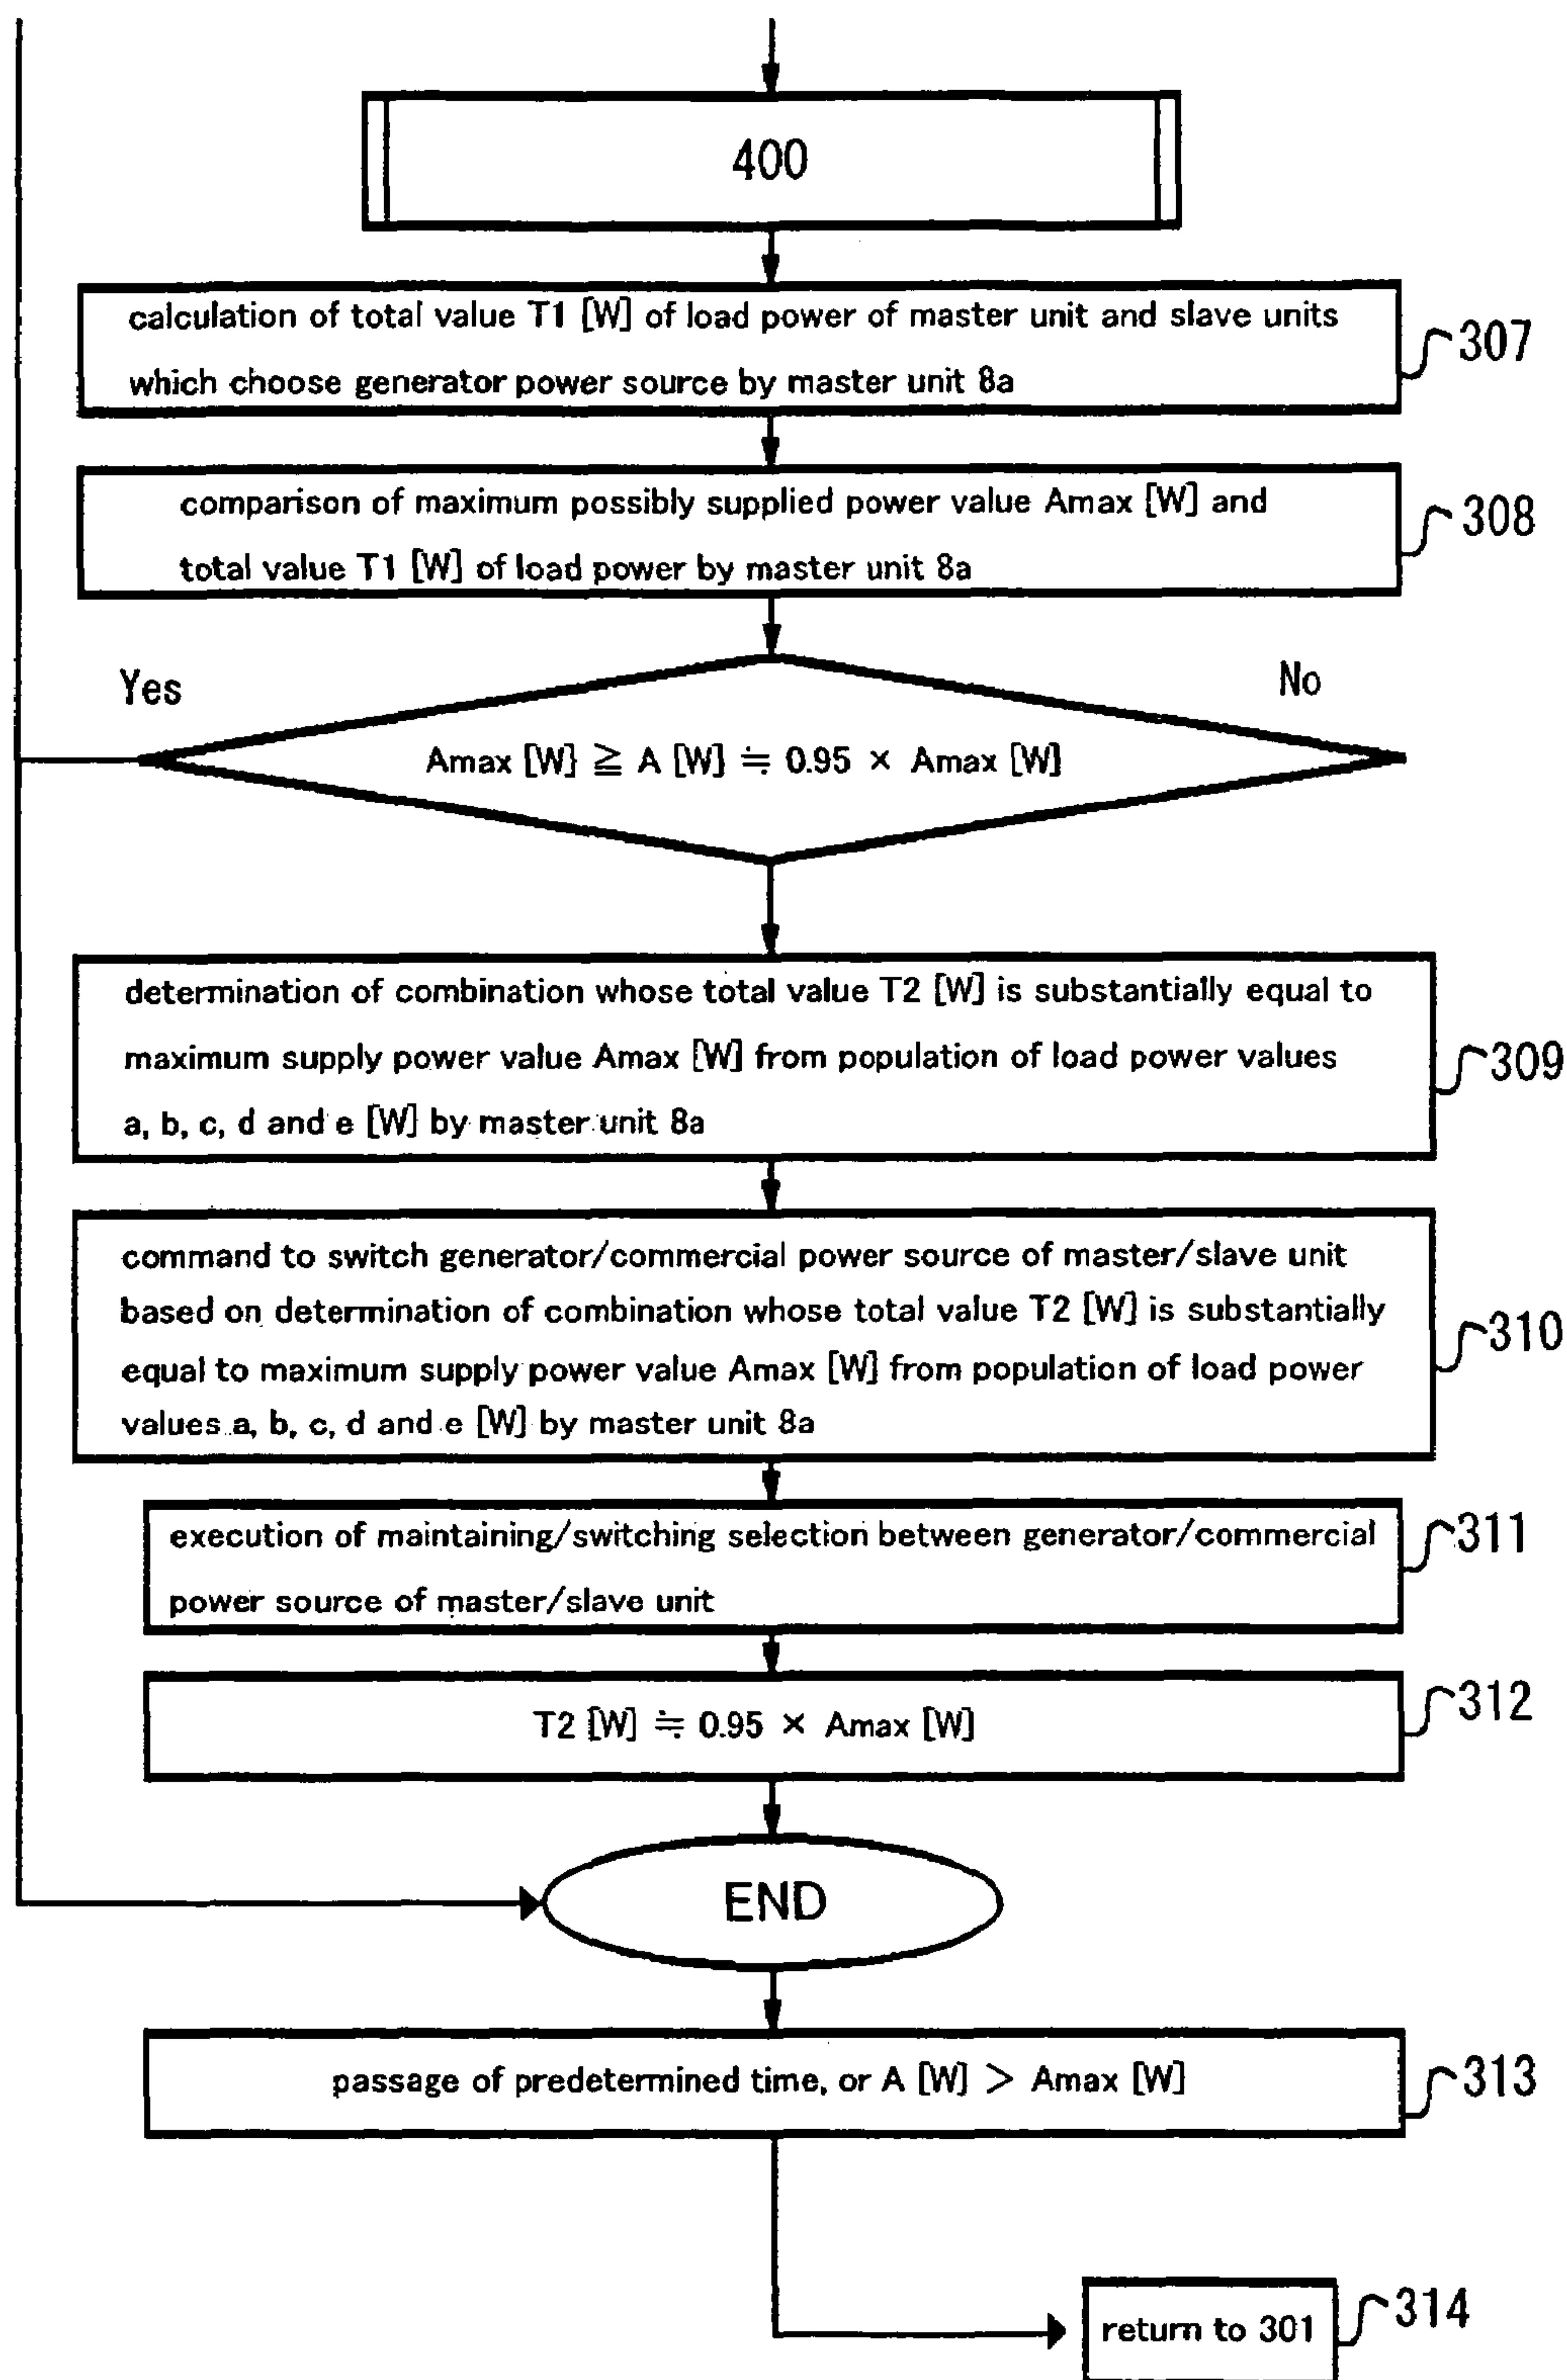 400
calculation of total value T1 [W] of load power of master unit and slave units
which choose generator power source by master unit 8a
307
comparison of maximum possibly supplied power value Amax [W] and
total value T1 [W] of load power by master unit 8a
308
Yes
No
Amax [W] ≧ A [W] ≒ 0.95 × Amax [W]
determination of combination whose total value T2 [W] is substantially equal to
maximum supply power value Amax [W] from population of load power values
a, b, c, d and e [W] by master unit 8a
309
command to switch generator/commercial power source of master/slave unit
based on determination of combination whose total value T2 [W] is substantially
equal to maximum supply power value Amax [W] from population of load power
values a, b, c, d and e [W] by master unit 8a
310
execution of maintaining/switching selection between generator/commercial
power source of master/slave unit
311
T2 [W] ≒ 0.95 × Amax [W]
312
END
passage of predetermined time, or A [W] > Amax [W]
313
return to 301
314